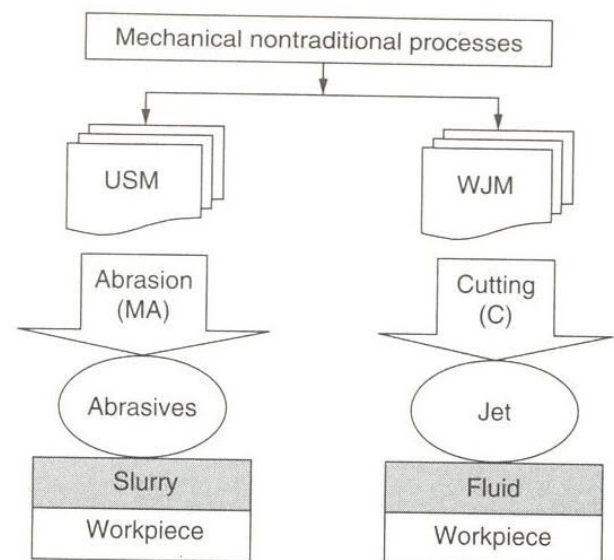 Mechanical nontraditional processes
USM
WJM
Abrasion
(MA)
Cutting
(C)
Abrasives
Jet
Slurry
Fluid
Workpiece
Workpiece